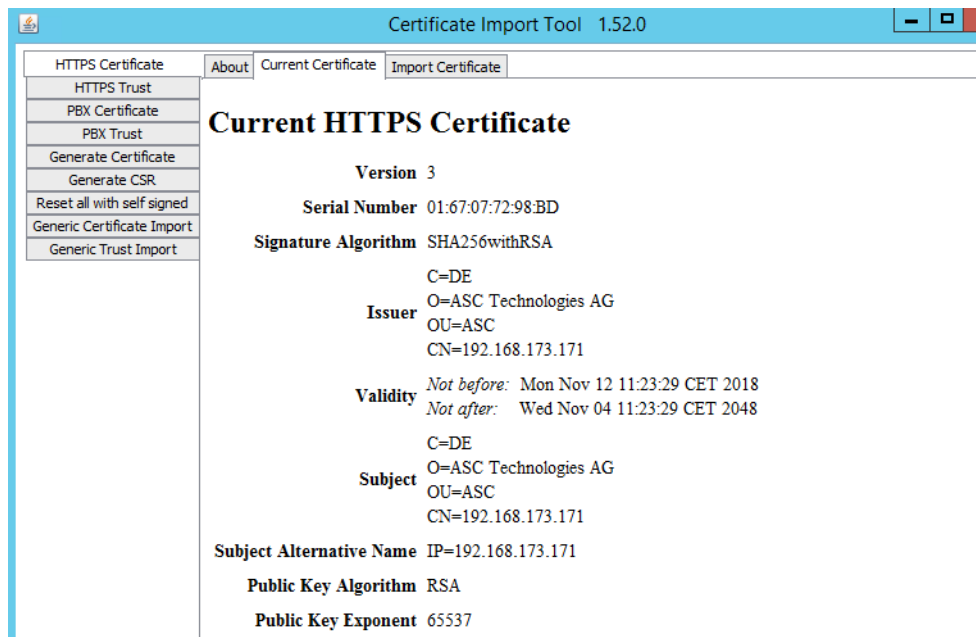 Certificate Import Tool 1.52.0
HTTPS Certificate
HTTPS Trust
PBX Certificate
PBX Trust
Generate Certificate
Generate CSR
Reset all with self signed
Generic Certificate Import
Generic Trust Import
About Current Certificate Import Certificate
Current HTTPS Certificate
Version 3
Serial Number 01:67:07:72:98:BD
Signature Algorithm SHA256withRSA
Issuer
C=DE
O=ASC Technologies AG
OU=ASC
CN=192.168.173.171
Validity
Not before: Mon Nov 12 11:23:29 CET 2018
Not after: Wed Nov 04 11:23:29 CET 2048
Subject
C=DE
O=ASC Technologies AG
OU=ASC
CN=192.168.173.171
Subject Alternative Name IP=192.168.173.171
Public Key Algorithm RSA
Public Key Exponent 65537